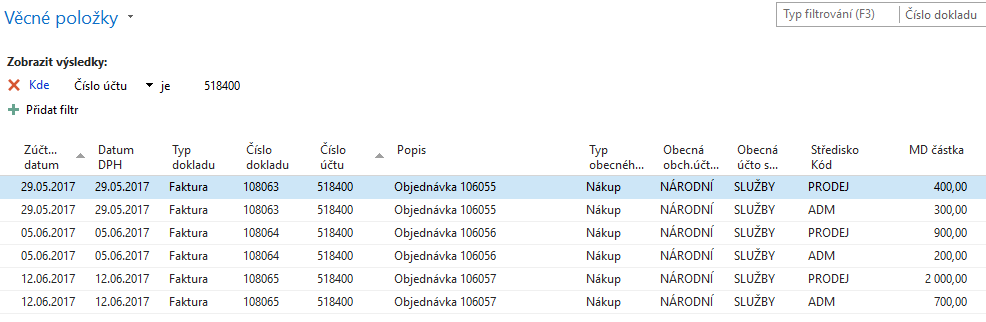 Věcné položky
Typ filtrování (F3) Číslo dokladu
Zobrazit výsledky:
Kde Číslo účtu je 518400
Přidat filtr
Zúčt... datum Datum DPH Typ dokladu Číslo dokladu Číslo účtu Popis Typ obecného... Obecná obch.účt... Obecná účto s... Středisko Kód MD částka
29.05.2017 29.05.2017 Faktura 108063 518400 Objednávka 106055 Nákup NÁRODNÍ SLUŽBY PRODEJ 400,00
29.05.2017 29.05.2017 Faktura 108063 518400 Objednávka 106055 Nákup NÁRODNÍ SLUŽBY ADM 300,00
05.06.2017 05.06.2017 Faktura 108064 518400 Objednávka 106056 Nákup NÁRODNÍ SLUŽBY PRODEJ 900,00
05.06.2017 05.06.2017 Faktura 108064 518400 Objednávka 106056 Nákup NÁRODNÍ SLUŽBY ADM 200,00
12.06.2017 12.06.2017 Faktura 108065 518400 Objednávka 106057 Nákup NÁRODNÍ SLUŽBY PRODEJ 2 000,00
12.06.2017 12.06.2017 Faktura 108065 518400 Objednávka 106057 Nákup NÁRODNÍ SLUŽBY ADM 700,00